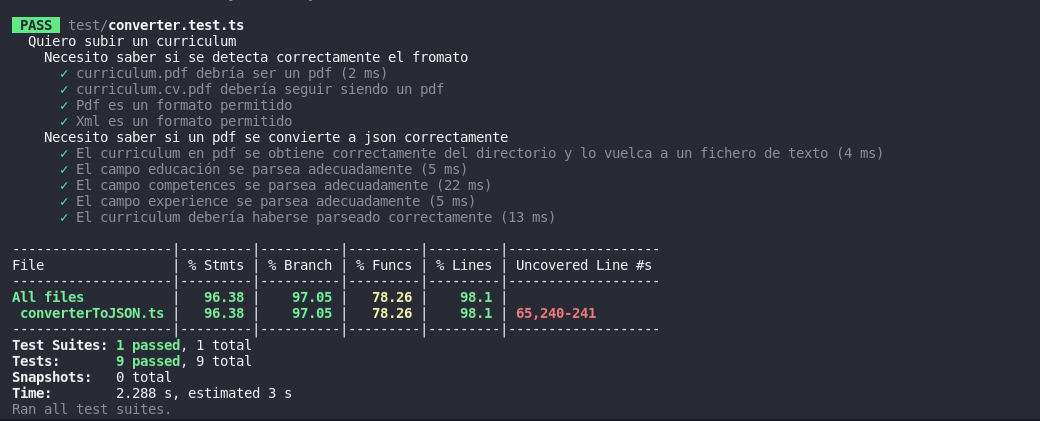 PASS test/converter.test.ts
Quiero subir un curriculum
Necesito saber si se detecta correctamente el fromato
✓ curriculum.pdf debría ser un pdf (2 ms)
✓ curriculum.cv.pdf debería seguir siendo un pdf
✓ Pdf es un formato permitido
✓ Xml es un formato permitido
Necesito saber si un pdf se convierte a json correctamente
✓ El curriculum en pdf se obtiene correctamente del directorio y lo vuelca a un fichero de texto (4 ms)
✓ El campo educación se parsea adecuadamente (5 ms)
✓ El campo competences se parsea adecuadamente (22 ms)
✓ El campo experience se parsea adecuadamente (5 ms)
✓ El curriculum debería haberse parseado correctamente (13 ms)
--------------------|---------|----------|---------|---------|-------------------
File | % Stmts | % Branch | % Funcs | % Lines | Uncovered Line #s
--------------------|---------|----------|---------|---------|-------------------
All files | 96.38 | 97.05 | 78.26 | 98.1 |
converterToJSON.ts | 96.38 | 97.05 | 78.26 | 98.1 | 65,240-241
--------------------|---------|----------|---------|---------|-------------------
Test Suites: 1 passed, 1 total
Tests: 9 passed, 9 total
Snapshots: 0 total
Time: 2.288 s, estimated 3 s
Ran all test suites.